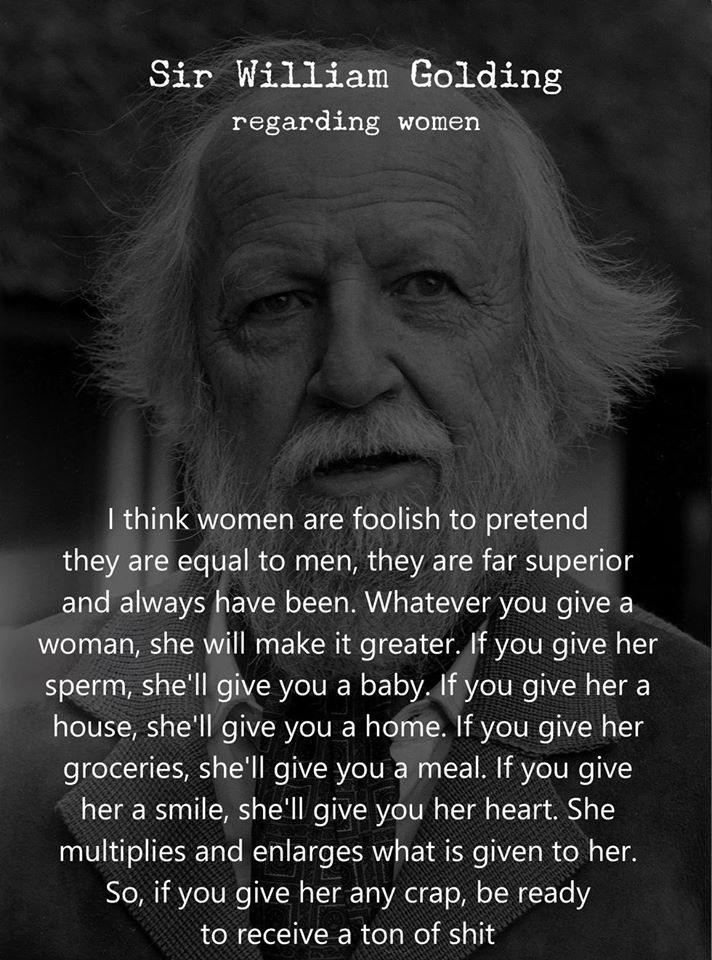 Sir William Golding
regarding women
I think women are foolish to pretend
they are equal to men, they are far superior
and always have been. Whatever you give a
woman, she will make it greater. If you give her
sperm, she'll give you a baby. If you give her a
house, she'll give you a home. If you give her
groceries, she'll give you a meal. If you give
her a smile, she'll give you her heart. She
multiplies and enlarges what is given to her.
So, if you give her any crap, be ready
to receive a ton of shit